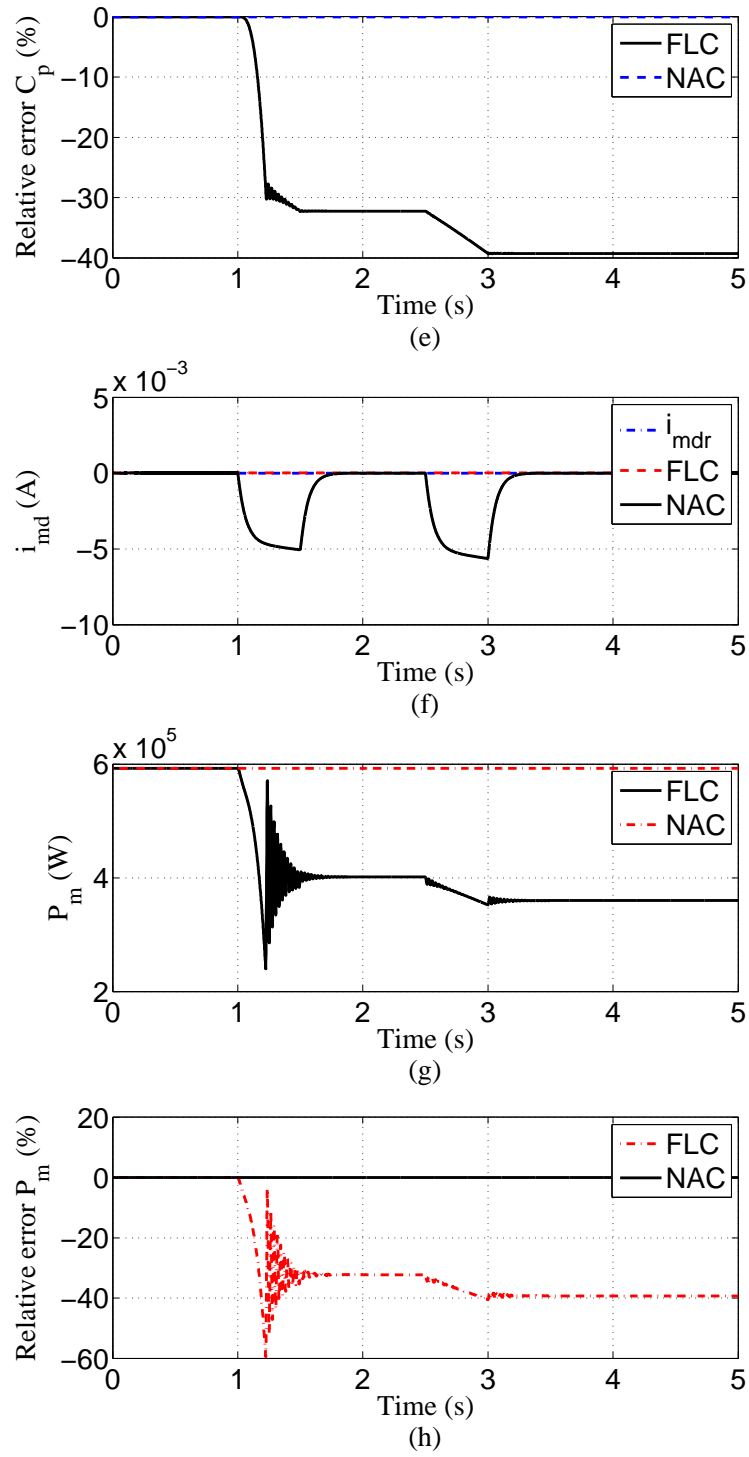 Relative error C_p (%)
0
−10
−20
−30
−40
FLC
NAC
0 1 2 3 4 5
Time (s)
(e)
x 10^−3
i_md (A)
5
0
−5
−10
i_mdr
FLC
NAC
0 1 2 3 4 5
Time (s)
(f)
x 10^5
P_m (W)
6
4
2
FLC
NAC
0 1 2 3 4 5
Time (s)
(g)
Relative error P_m (%)
20
0
−20
−40
−60
FLC
NAC
0 1 2 3 4 5
Time (s)
(h)